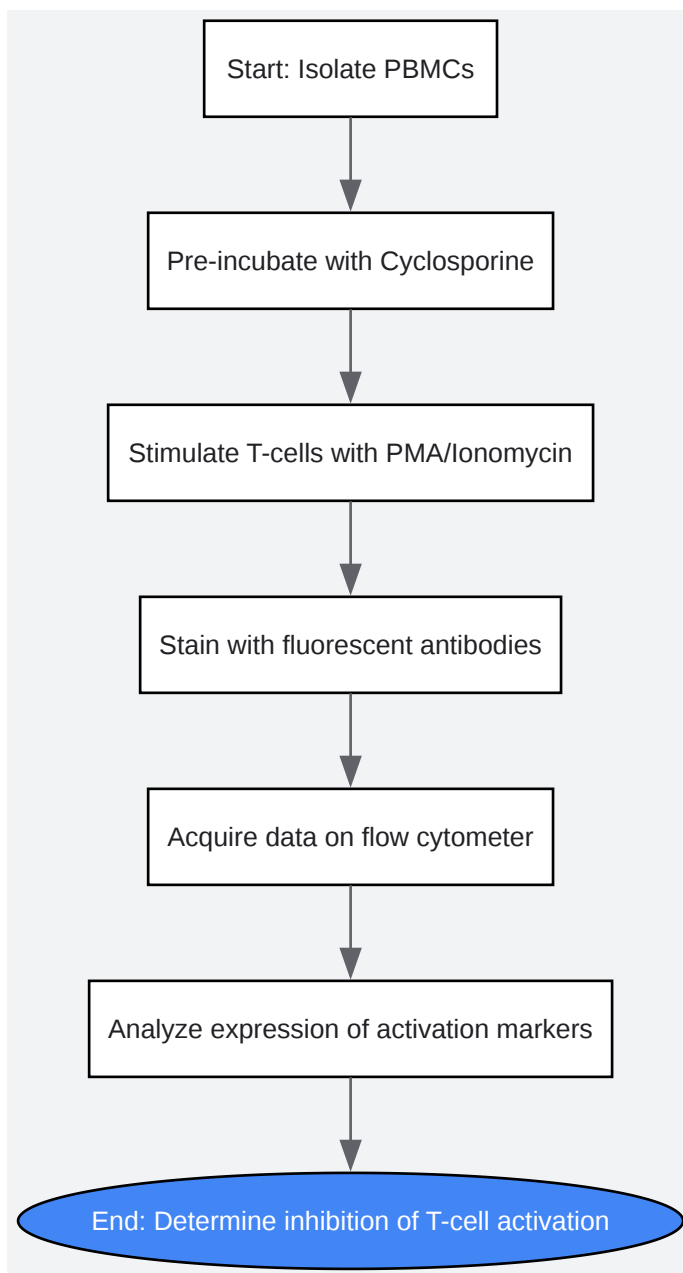 Start: Isolate PBMCs
Pre-incubate with Cyclosporine
Stimulate T-cells with PMA/Ionomycin
Stain with fluorescent antibodies
Acquire data on flow cytometer
Analyze expression of activation markers
End: Determine inhibition of T-cell activation